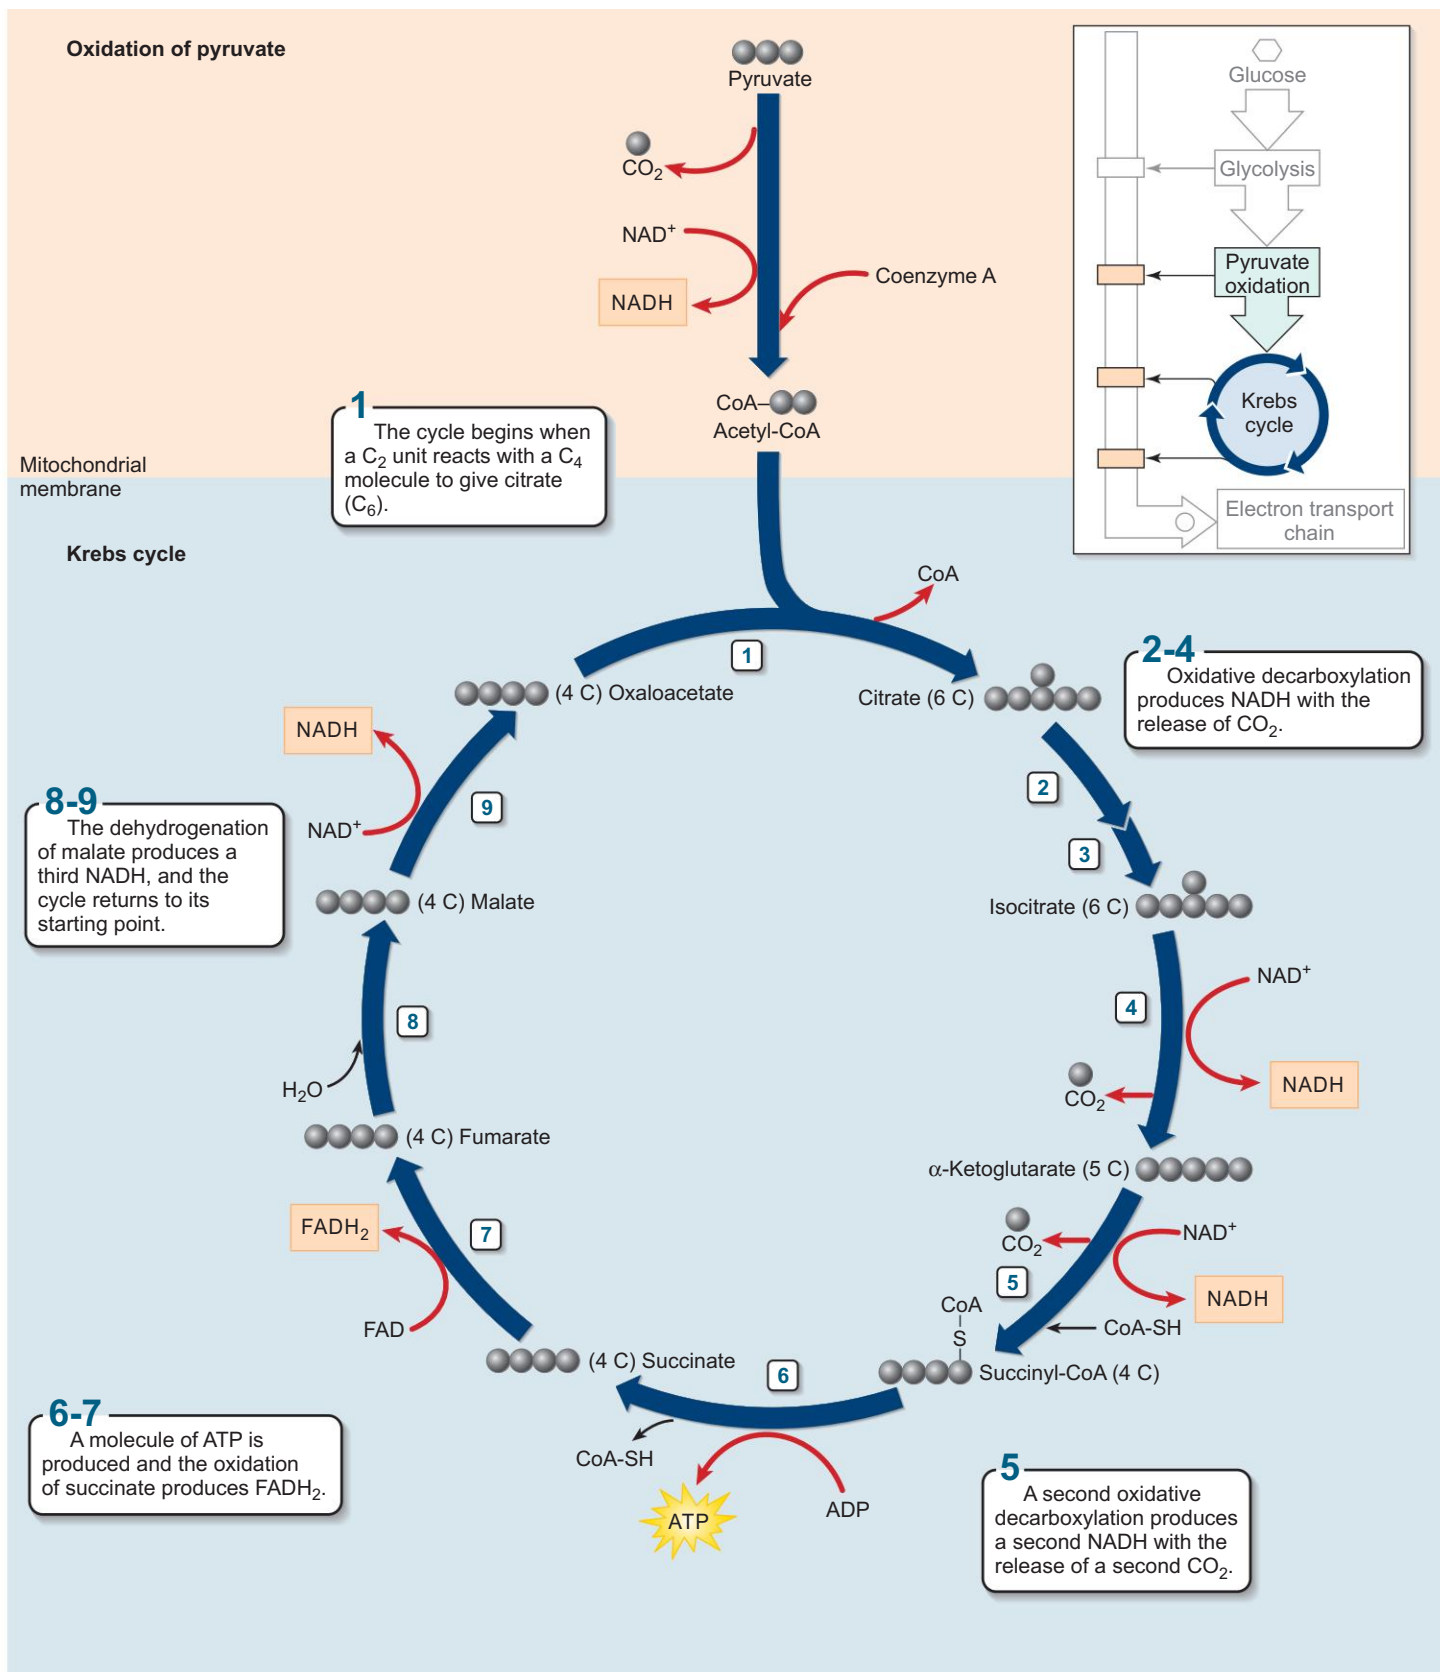 Oxidation of pyruvate
Pyruvate
CO₂
NAD⁺
NADH
Coenzyme A
CoA–
Acetyl-CoA
Glucose
Glycolysis
Pyruvate
oxidation
Krebs
cycle
Electron transport
chain
1
The cycle begins when
a C₂ unit reacts with a C₄
molecule to give citrate
(C₆).
Mitochondrial
membrane
Krebs cycle
CoA
1
(4 C) Oxaloacetate
Citrate (6 C)
2-4
Oxidative decarboxylation
produces NADH with the
release of CO₂.
2
3
Isocitrate (6 C)
4
NAD⁺
NADH
CO₂
α-Ketoglutarate (5 C)
CO₂
NAD⁺
NADH
5
CoA-SH
CoA
S
Succinyl-CoA (4 C)
5
A second oxidative
decarboxylation produces
a second NADH with the
release of a second CO₂.
6
CoA-SH
ATP
ADP
(4 C) Succinate
6-7
A molecule of ATP is
produced and the oxidation
of succinate produces FADH₂.
7
FAD
FADH₂
(4 C) Fumarate
H₂O
8
(4 C) Malate
8-9
The dehydrogenation
of malate produces a
third NADH, and the
cycle returns to its
starting point.
9
NAD⁺
NADH